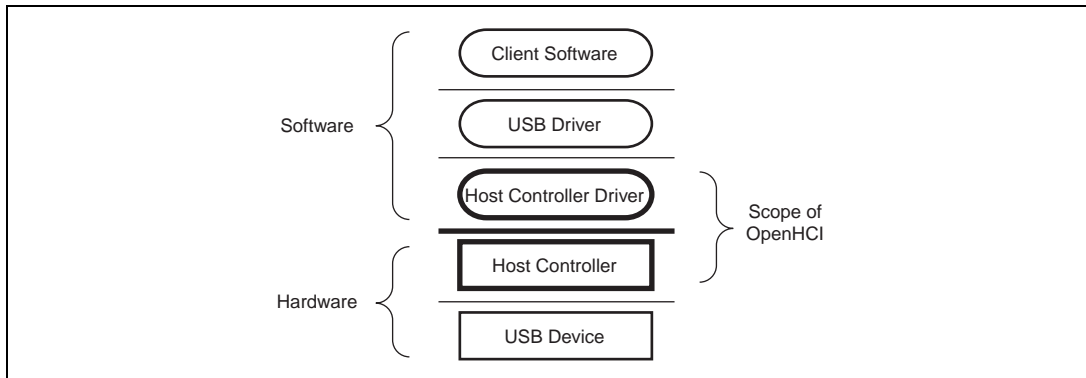 Client Software
USB Driver
Software
Host Controller Driver
Scope of
OpenHCI
Host Controller
Hardware
USB Device